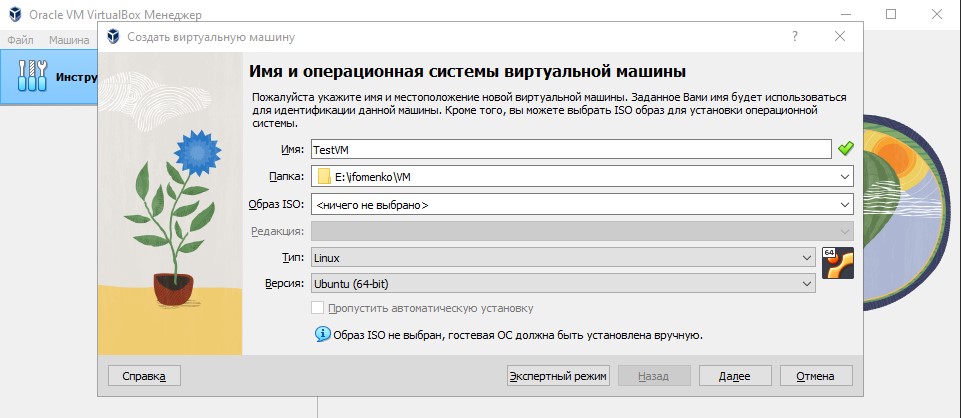 Oracle VM VirtualBox Менеджер
Файл Машина
Создать виртуальную машину
?
Инстру
Имя и операционная системы виртуальной машины
Пожалуйста укажите имя и местоположение новой виртуальной машины. Заданное Вами имя будет использоваться
для идентификации данной машины. Кроме того, вы можете выбрать ISO образ для установки операционной
системы.
Имя: TestVM
Папка: E:\ifomenko\VM
Образ ISO: <ничего не выбрано>
Редакция:
Тип: Linux
64
Версия: Ubuntu (64-bit)
Пропустить автоматическую установку
Образ ISO не выбран, гостевая ОС должна быть установлена вручную.
Справка Экспертный режим Назад Далее Отмена